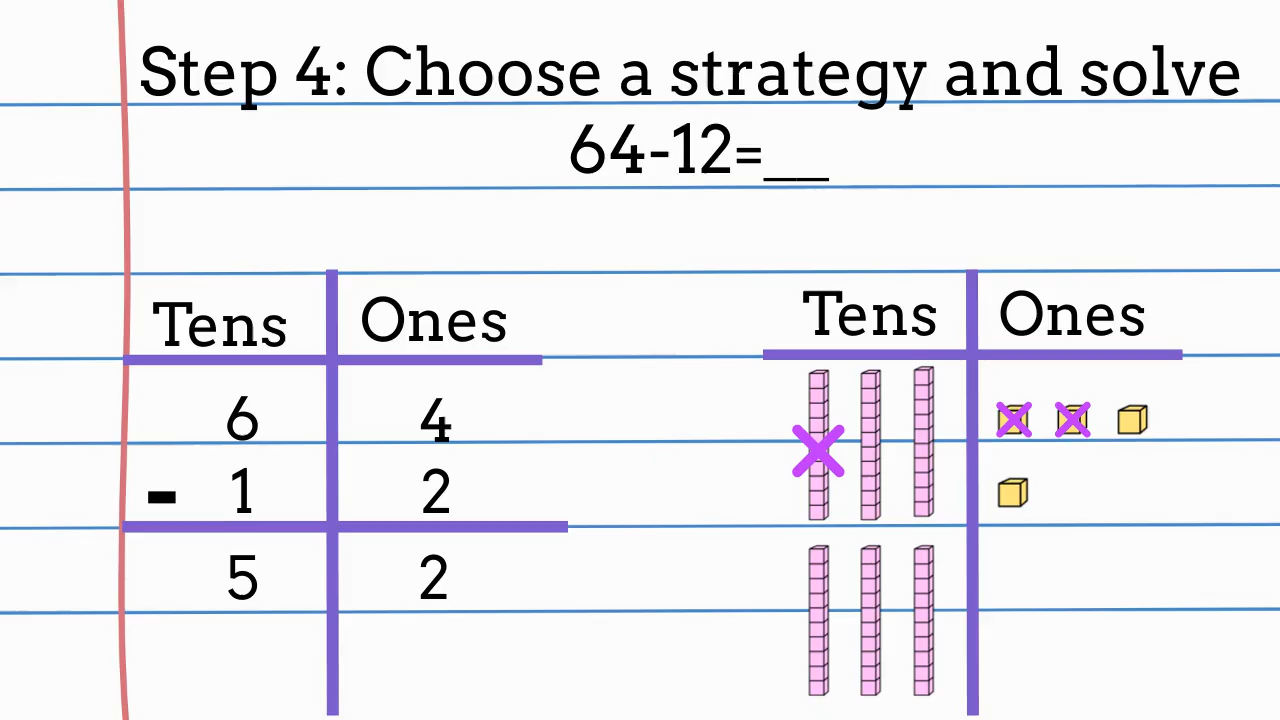 Step 4: Choose a strategy and solve
64-12=__
Tens Ones
6 4
- 1 2
5 2
Tens Ones